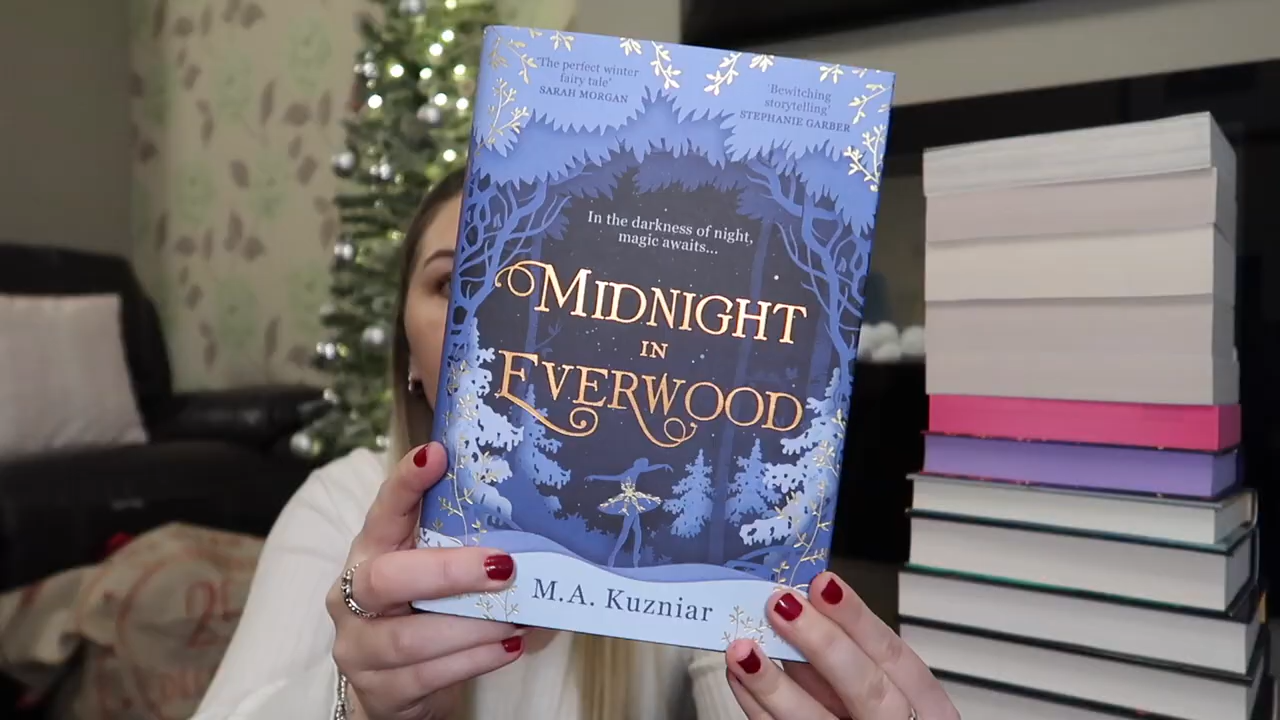 'The perfect winter
fairy tale'
SARAH MORGAN
'Bewitching
storytelling'
STEPHANIE GARBER
In the darkness of night,
magic awaits...
MIDNIGHT
IN
EVERWOOD
M.A. KUZNIAR